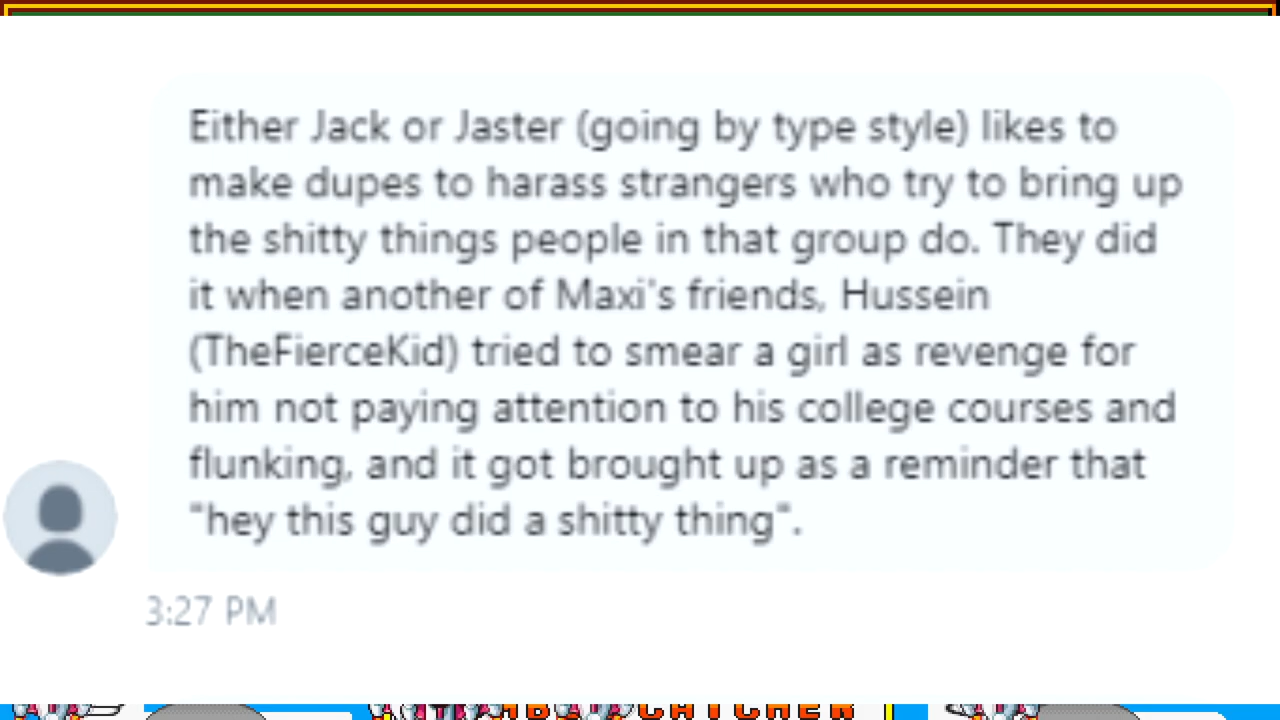 Either Jack or Jaster (going by type style) likes to
make dupes to harass strangers who try to bring up
the shitty things people in that group do. They did
it when another of Maxi's friends, Hussein
(TheFierceKid) tried to smear a girl as revenge for
him not paying attention to his college courses and
flunking, and it got brought up as a reminder that
"hey this guy did a shitty thing".
3:27 PM
CATCHER